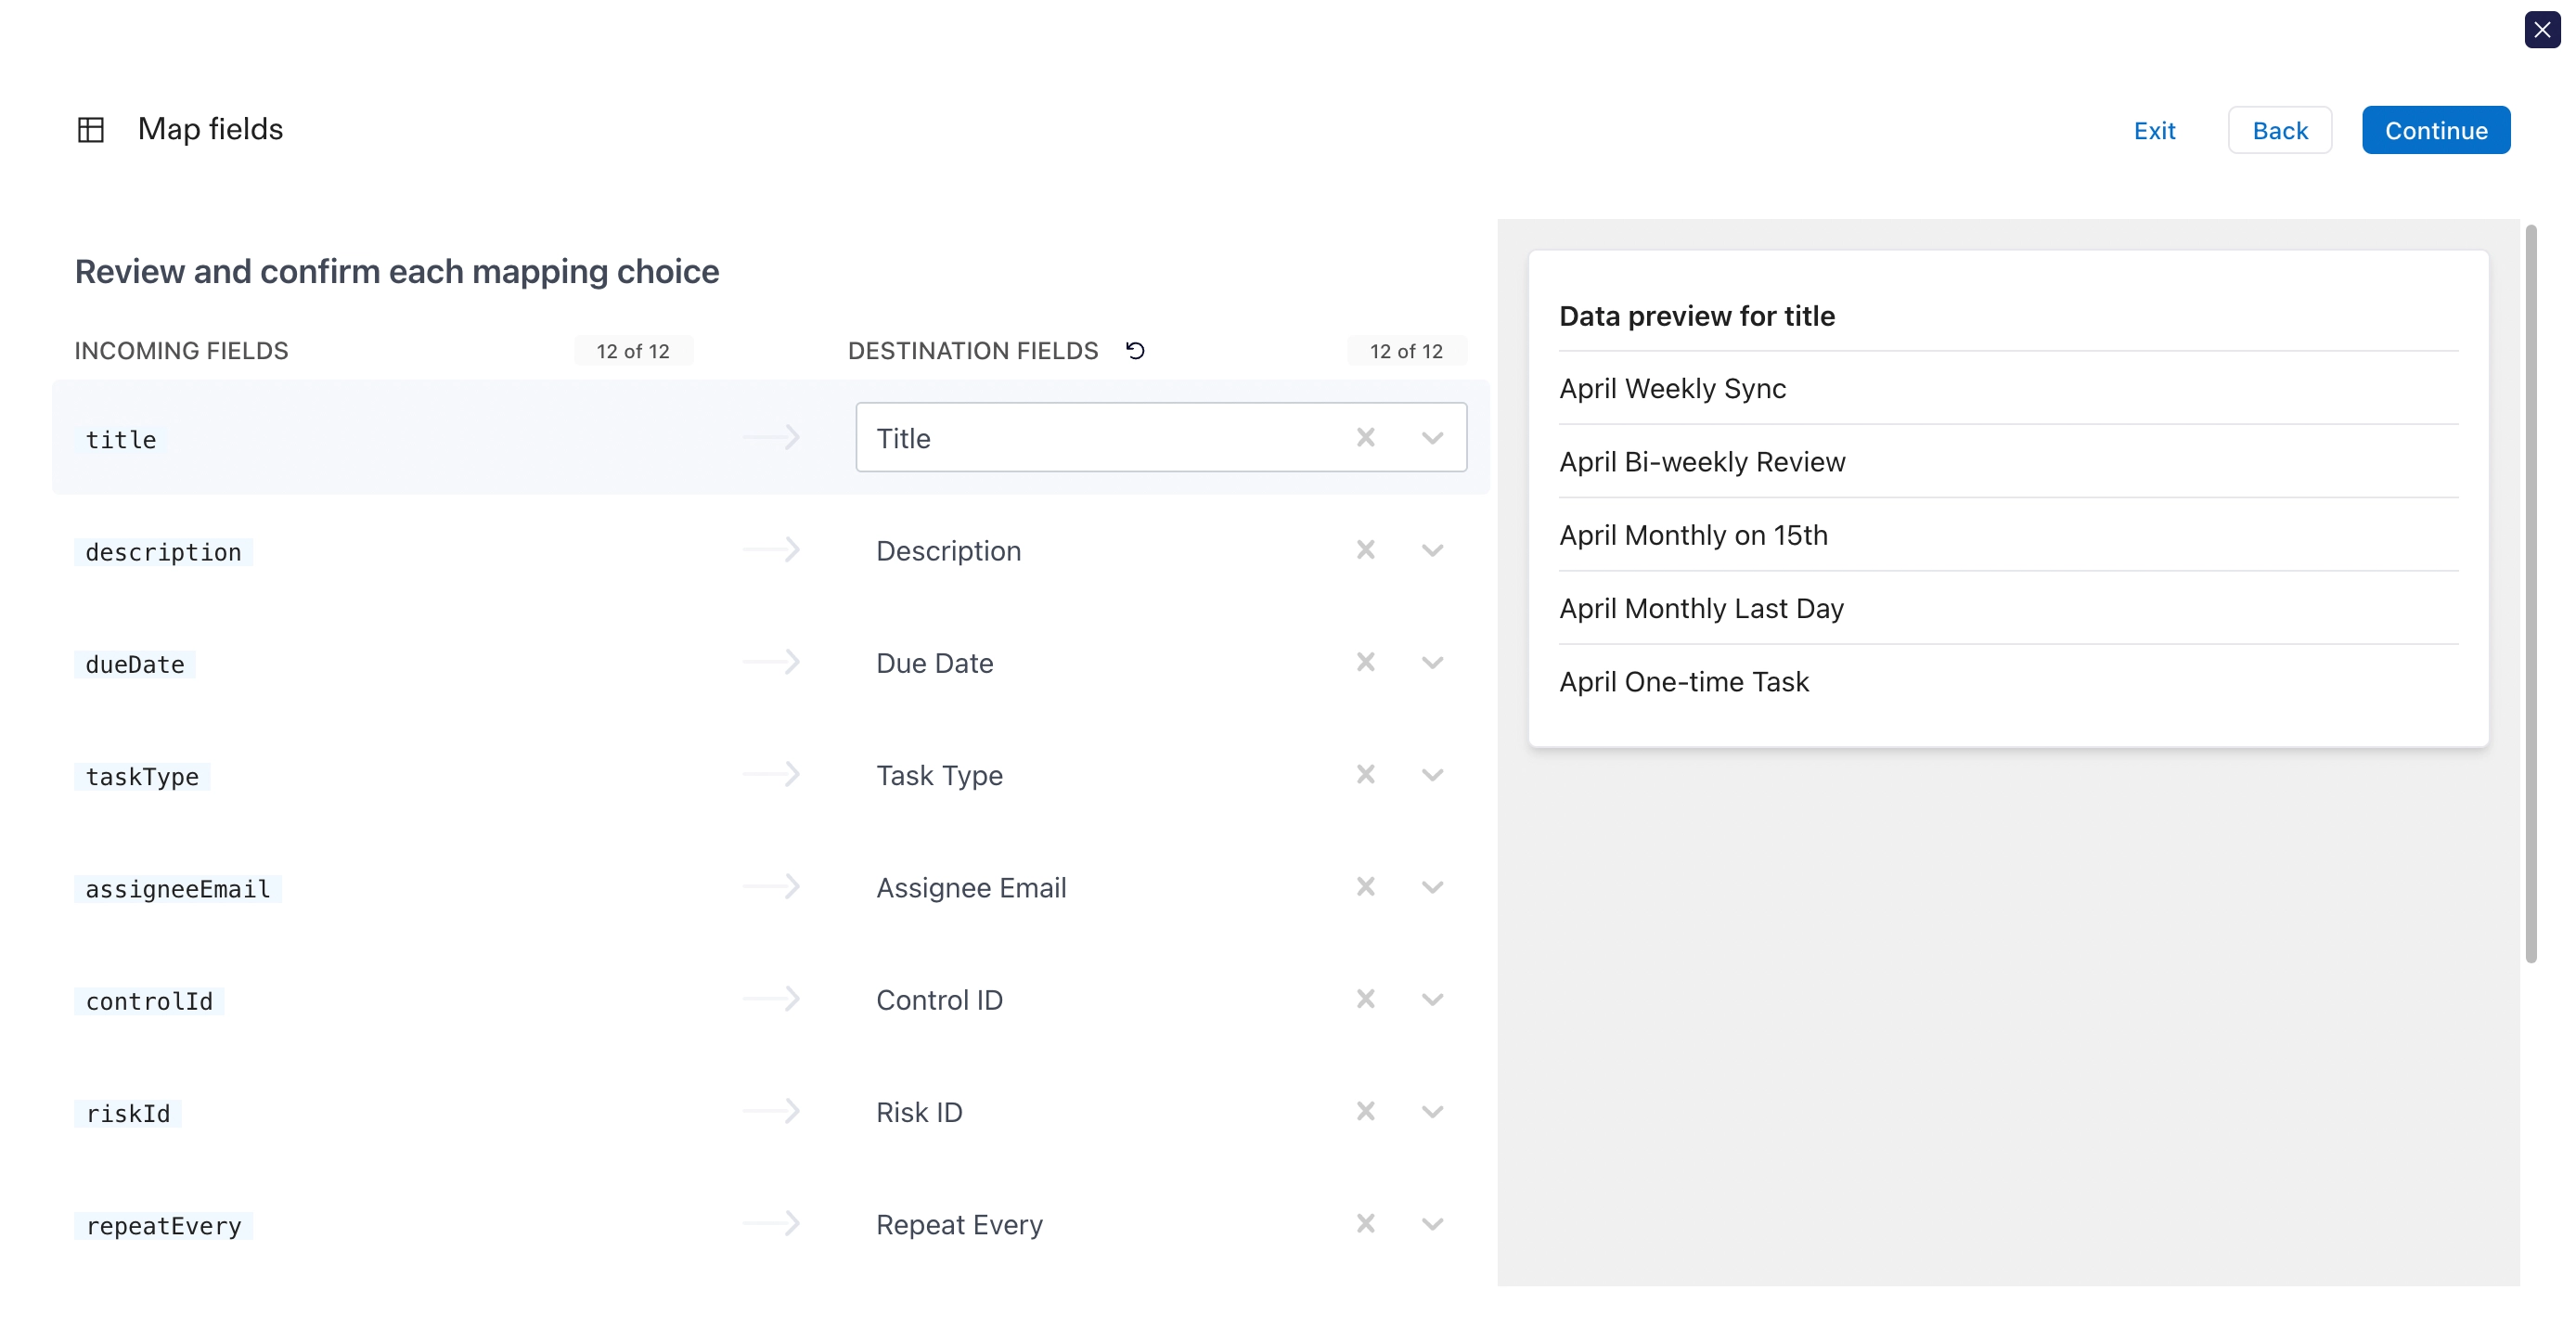 Map fields
Exit
Back
Continue
Review and confirm each mapping choice
INCOMING FIELDS
12 of 12
DESTINATION FIELDS
12 of 12
title
Title
description
Description
dueDate
Due Date
taskType
Task Type
assigneeEmail
Assignee Email
controlId
Control ID
riskId
Risk ID
repeatEvery
Repeat Every
Data preview for title
April Weekly Sync
April Bi-weekly Review
April Monthly on 15th
April Monthly Last Day
April One-time Task